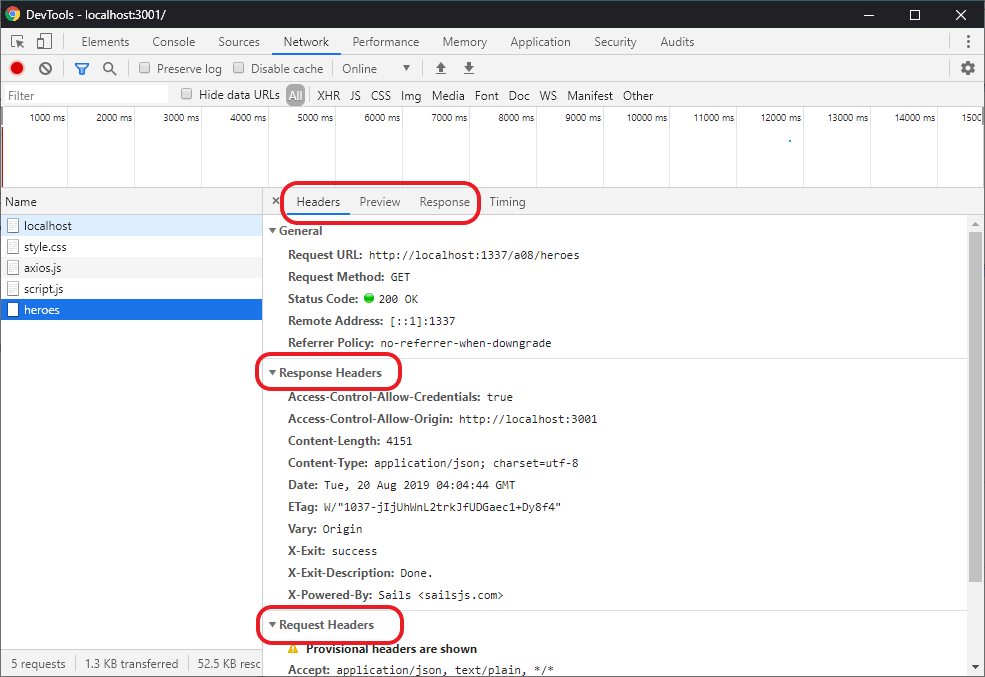 DevTools - localhost:3001/
Elements Console Sources Network Performance Memory Application Security Audits
Preserve log Disable cache Online
Filter Hide data URLs All XHR JS CSS Img Media Font Doc WS Manifest Other
1000 ms 2000 ms 3000 ms 4000 ms 5000 ms 6000 ms 7000 ms 8000 ms 9000 ms 10000 ms 11000 ms 12000 ms 13000 ms 14000 ms 1500
Name
localhost
style.css
axios.js
script.js
heroes
5 requests 1.3 KB transferred 52.5 KB resc
× Headers Preview Response Timing
General
Request URL: http://localhost:1337/a08/heroes
Request Method: GET
Status Code: 200 OK
Remote Address: [::1]:1337
Referrer Policy: no-referrer-when-downgrade
Response Headers
Access-Control-Allow-Credentials: true
Access-Control-Allow-Origin: http://localhost:3001
Content-Length: 4151
Content-Type: application/json; charset=utf-8
Date: Tue, 20 Aug 2019 04:04:44 GMT
ETag: W/"1037-jIjUhWnL2trkJfUDGaec1+Dy8f4"
Vary: Origin
X-Exit: success
X-Exit-Description: Done.
X-Powered-By: Sails <sailsjs.com>
Request Headers
Provisional headers are shown
Accept: application/json, text/plain, */*